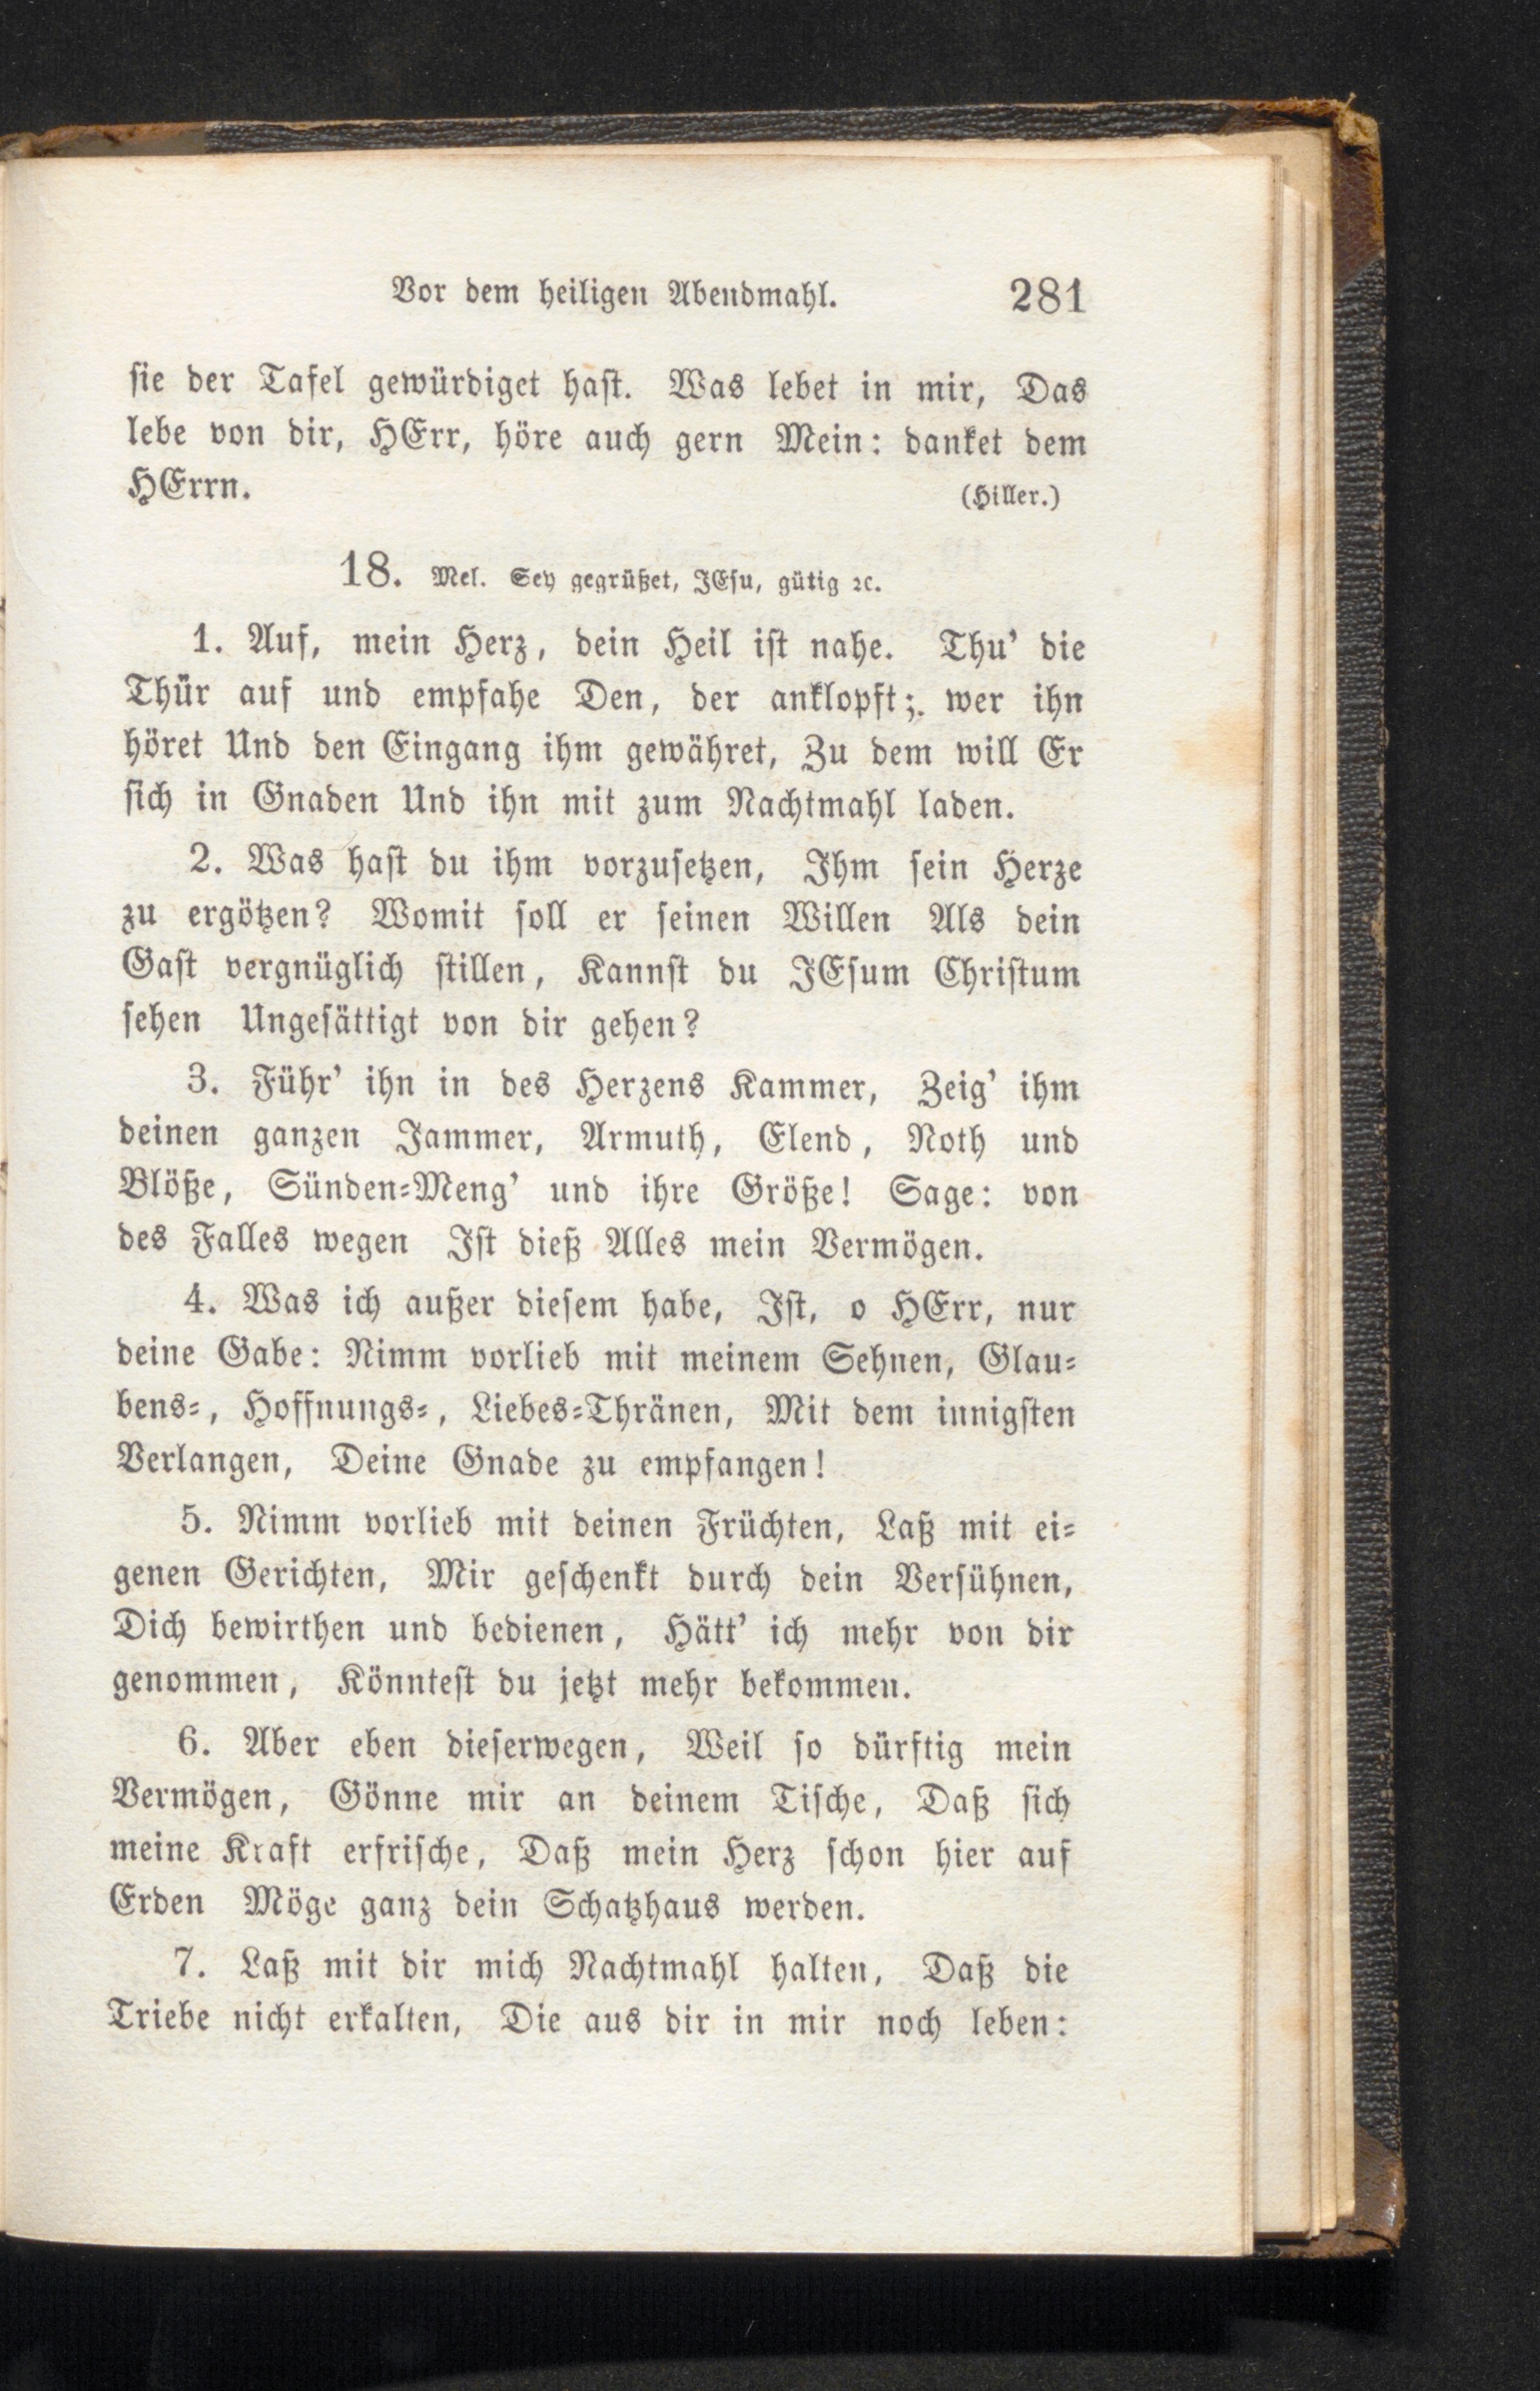 Vor dem heiligen Abendmahl. 281
sie der Tafel gewürdiget hast. Was lebet in mir, Das
lebe von dir, HErr, höre auch gern Mein: danket dem
HErrn. (Hiller.)
18. Mel. Sey gegrüßet, JEsu, gütig ꝛc.
1. Auf, mein Herz, dein Heil ist nahe. Thu’ die
Thür auf und empfahe Den, der anklopft; wer ihn
höret Und den Eingang ihm gewähret, Zu dem will Er
sich in Gnaden Und ihn mit zum Nachtmahl laden.
2. Was hast du ihm vorzusetzen, Ihm sein Herze
zu ergötzen? Womit soll er seinen Willen Als dein
Gast vergnüglich stillen, Kannst du JEsum Christum
sehen Ungesättigt von dir gehen?
3. Führ’ ihn in des Herzens Kammer, Zeig’ ihm
deinen ganzen Jammer, Armuth, Elend, Noth und
Blöße, Sünden-Meng’ und ihre Größe! Sage: von
des Falles wegen Ist dieß Alles mein Vermögen.
4. Was ich außer diesem habe, Ist, o HErr, nur
deine Gabe: Nimm vorlieb mit meinem Sehnen, Glau-
bens-, Hoffnungs-, Liebes-Thränen, Mit dem innigsten
Verlangen, Deine Gnade zu empfangen!
5. Nimm vorlieb mit deinen Früchten, Laß mit ei-
genen Gerichten, Mir geschenkt durch dein Versühnen,
Dich bewirthen und bedienen, Hätt’ ich mehr von dir
genommen, Könntest du jetzt mehr bekommen.
6. Aber eben dieserwegen, Weil so dürftig mein
Vermögen, Gönne mir an deinem Tische, Daß sich
meine Kraft erfrische, Daß mein Herz schon hier auf
Erden Möge ganz dein Schatzhaus werden.
7. Laß mit dir mich Nachtmahl halten, Daß die
Triebe nicht erkalten, Die aus dir in mir noch leben: